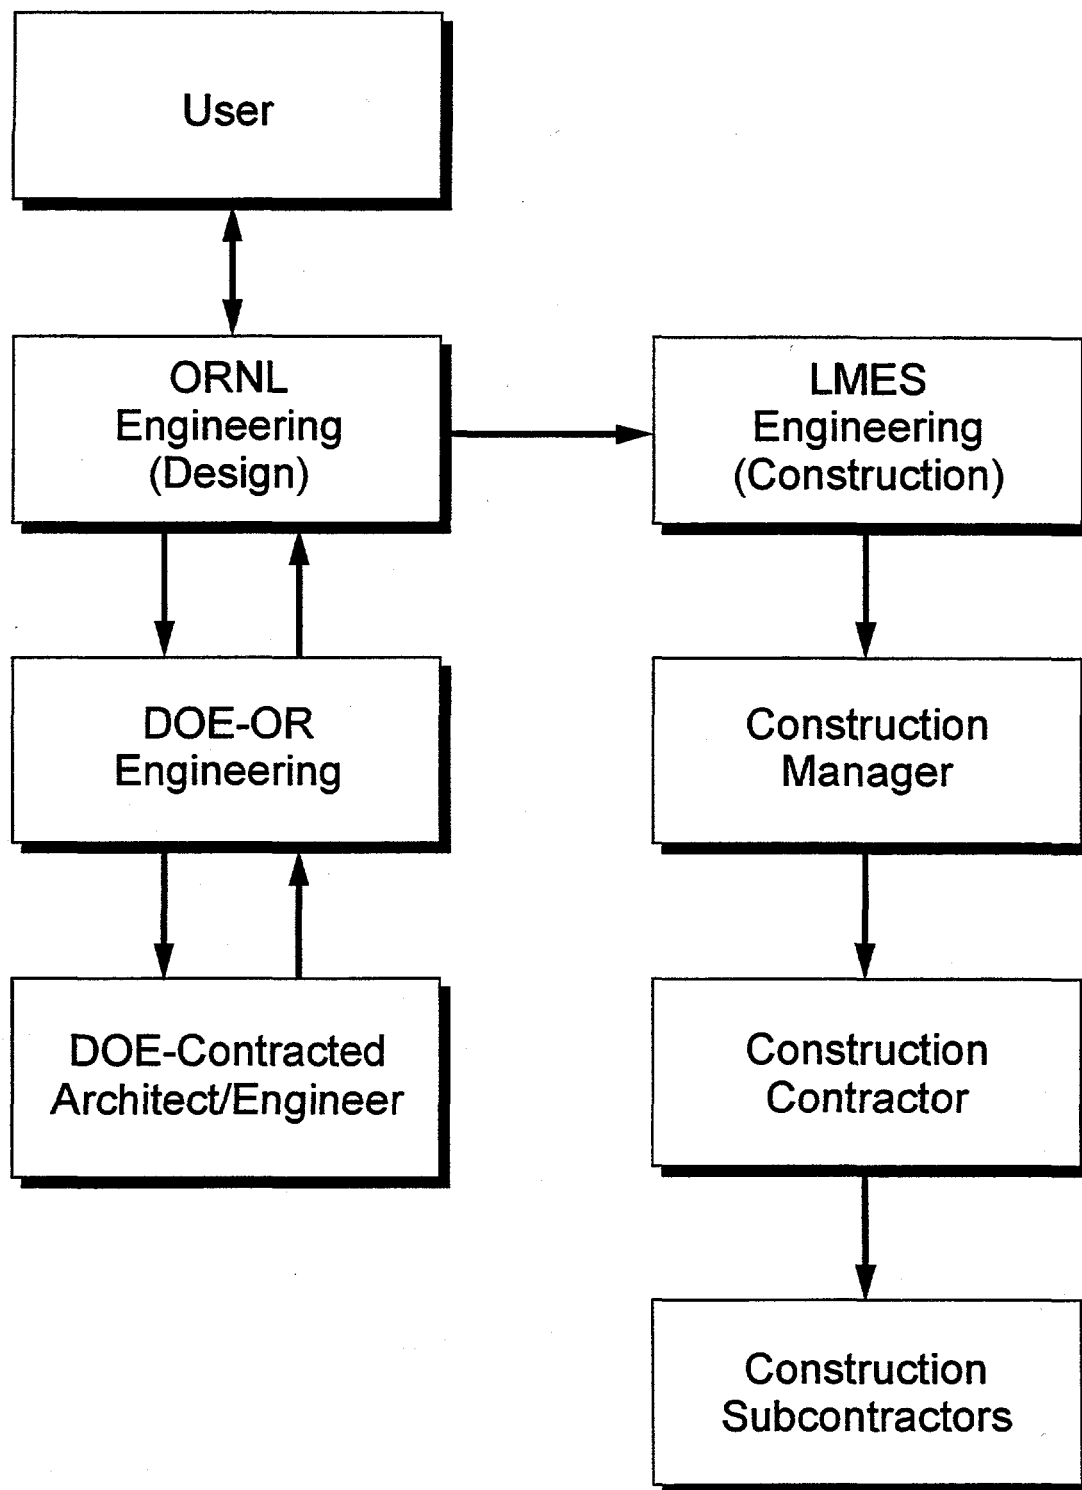 User
ORNL
Engineering
(Design)
LMES
Engineering
(Construction)
DOE-OR
Engineering
Construction
Manager
DOE-Contracted
Architect/Engineer
Construction
Contractor
Construction
Subcontractors